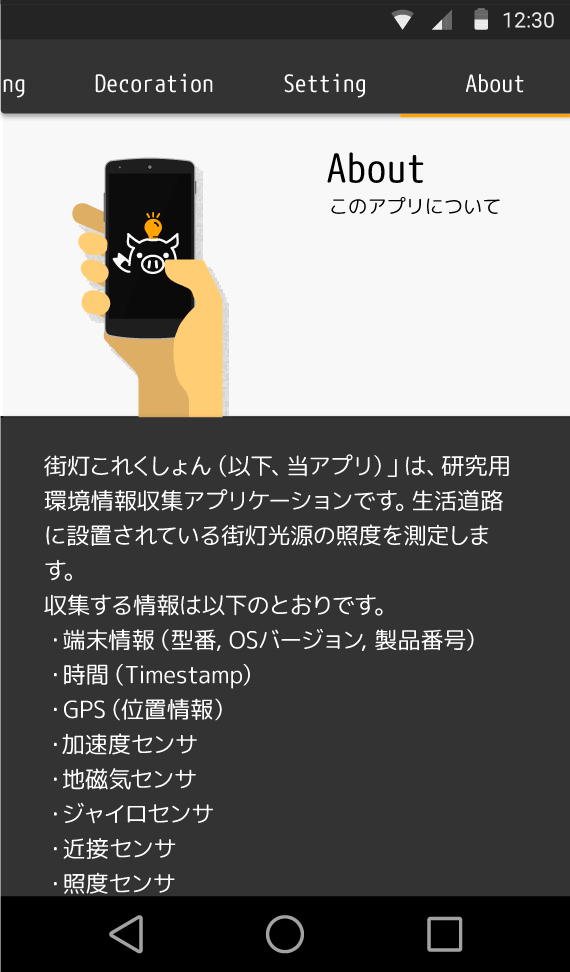 12:30
ng Decoration Setting About
About
このアプリについて
街灯これくしょん（以下、当アプリ）」は、研究用
環境情報収集アプリケーションです。生活道路
に設置されている街灯光源の照度を測定しま
す。
収集する情報は以下のとおりです。
・端末情報（型番, OSバージョン, 製品番号）
・時間（Timestamp）
・GPS（位置情報）
・加速度センサ
・地磁気センサ
・ジャイロセンサ
・近接センサ
・照度センサ